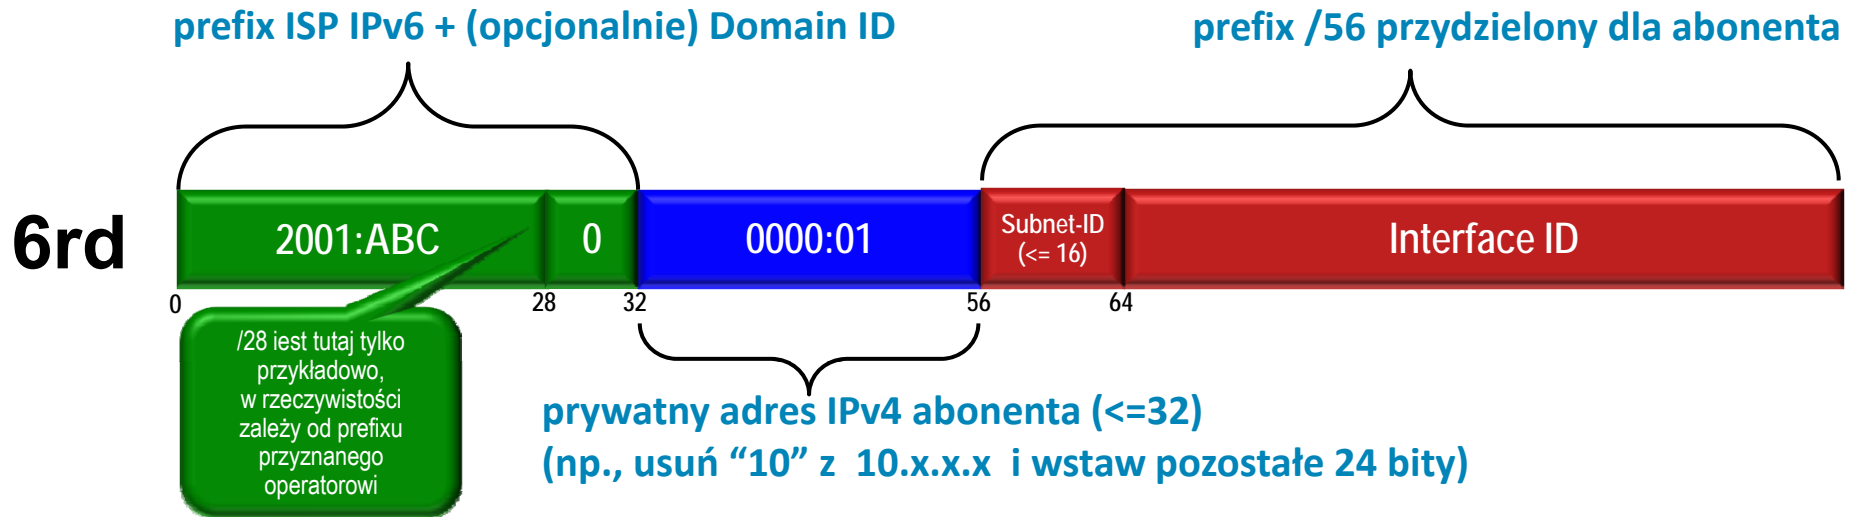 prefix ISP IPv6 + (opcjonalnie) Domain ID
prefix /56 przydzielony dla abonenta
6rd
2001:ABC
0
0000:01
Subnet-ID
(<= 16)
Interface ID
0
28
32
56
64
/28 iest tutaj tylko
przykładowo,
w rzeczywistości
zależy od prefixu
przyznanego
operatorowi
prywatny adres IPv4 abonenta (<=32)
(np., usuń “10” z 10.x.x.x i wstaw pozostałe 24 bity)